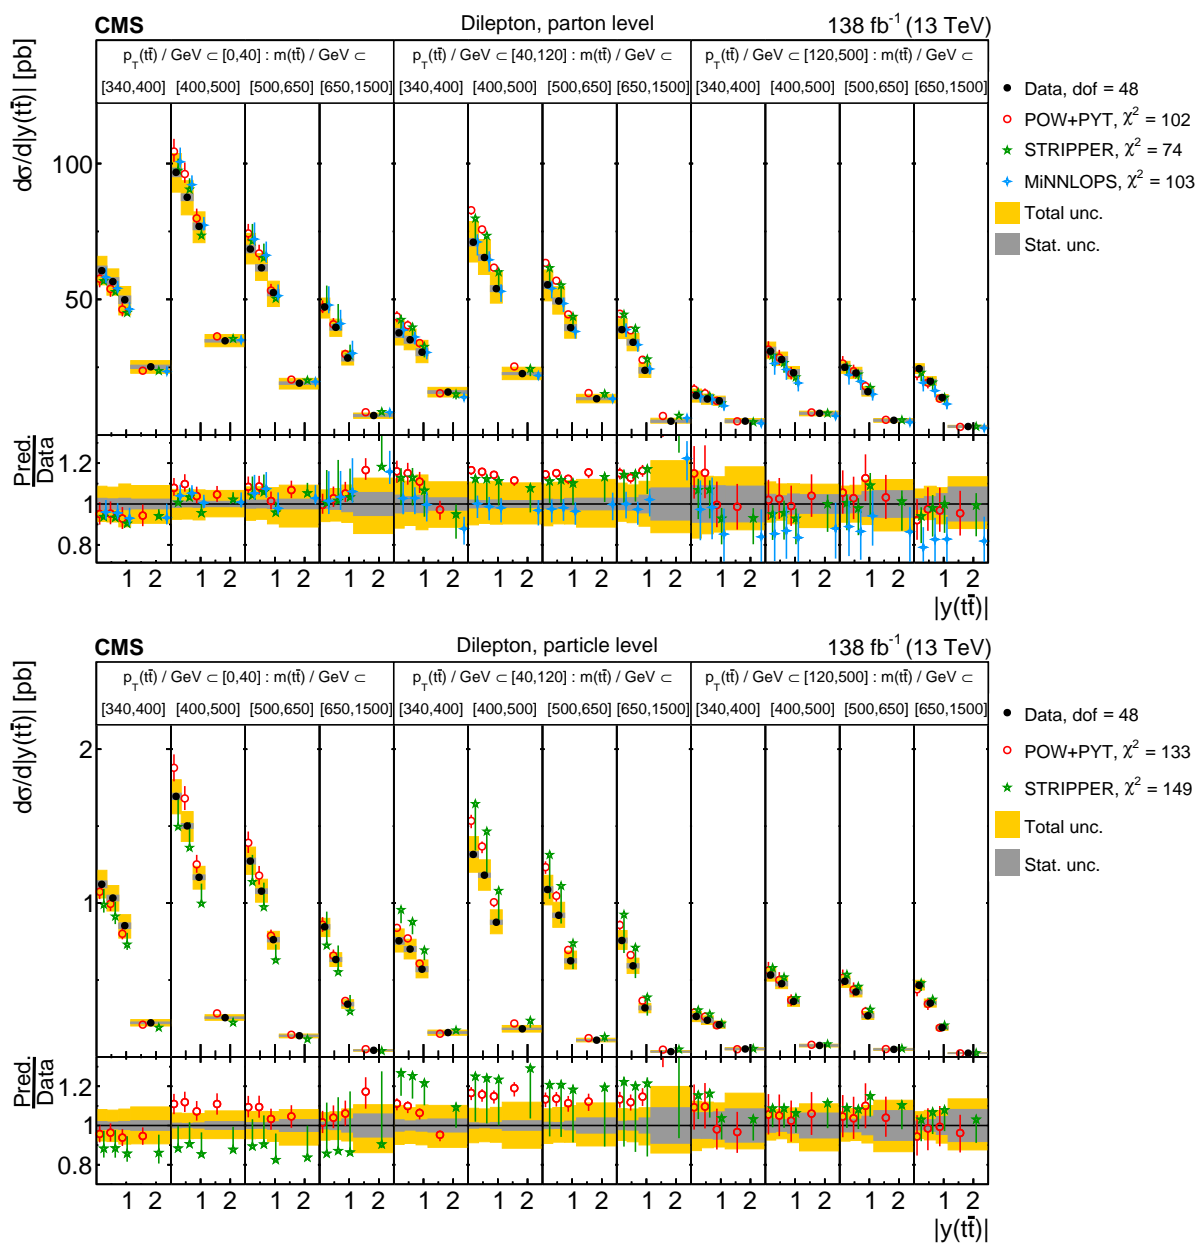 CMS Dilepton, parton level 138 fb⁻¹ (13 TeV)
p_T(tt̄) / GeV ⊂ [0,40] : m(tt̄) / GeV ⊂ p_T(tt̄) / GeV ⊂ [40,120] : m(tt̄) / GeV ⊂ p_T(tt̄) / GeV ⊂ [120,500] : m(tt̄) / GeV ⊂
[340,400] [400,500] [500,650] [650,1500] [340,400] [400,500] [500,650] [650,1500] [340,400] [400,500] [500,650] [650,1500]
dσ/d|y(tt̄)| [pb]
100
50
Data, dof = 48
POW+PYT, χ² = 102
STRIPPER, χ² = 74
MiNNLOPS, χ² = 103
Total unc.
Stat. unc.
Pred
Data
1.2
1
0.8
1 2 1 2 1 2 1 2 1 2 1 2 1 2 1 2 1 2 1 2 1 2 1 2
|y(tt̄)|
CMS Dilepton, particle level 138 fb⁻¹ (13 TeV)
p_T(tt̄) / GeV ⊂ [0,40] : m(tt̄) / GeV ⊂ p_T(tt̄) / GeV ⊂ [40,120] : m(tt̄) / GeV ⊂ p_T(tt̄) / GeV ⊂ [120,500] : m(tt̄) / GeV ⊂
[340,400] [400,500] [500,650] [650,1500] [340,400] [400,500] [500,650] [650,1500] [340,400] [400,500] [500,650] [650,1500]
dσ/d|y(tt̄)| [pb]
2
1
Data, dof = 48
POW+PYT, χ² = 133
STRIPPER, χ² = 149
Total unc.
Stat. unc.
Pred
Data
1.2
1
0.8
1 2 1 2 1 2 1 2 1 2 1 2 1 2 1 2 1 2 1 2 1 2 1 2
|y(tt̄)|